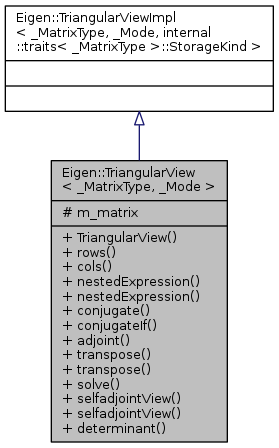 Eigen::TriangularViewImpl
< _MatrixType, _Mode, internal
::traits< _MatrixType >::StorageKind >
Eigen::TriangularView
< _MatrixType, _Mode >
# m_matrix
+ TriangularView()
+ rows()
+ cols()
+ nestedExpression()
+ nestedExpression()
+ conjugate()
+ conjugateIf()
+ adjoint()
+ transpose()
+ transpose()
+ solve()
+ selfadjointView()
+ selfadjointView()
+ determinant()